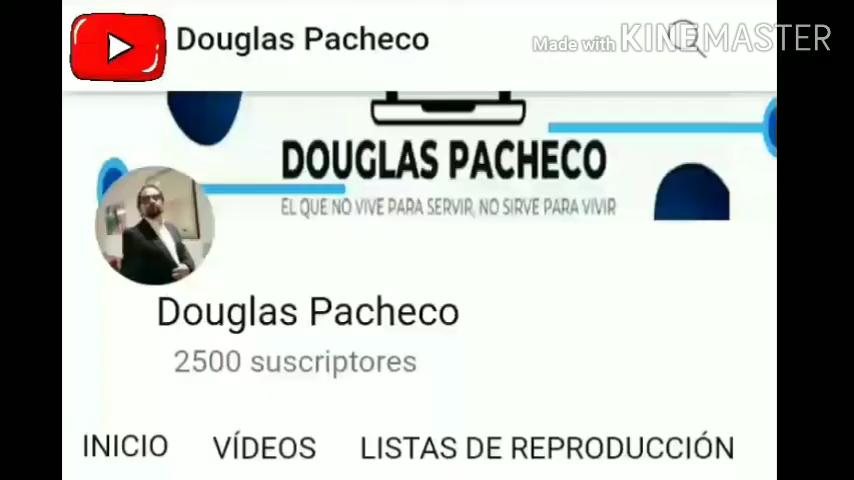 Douglas Pacheco
Made with KINEMASTER
DOUGLAS PACHECO
EL QUE NO VIVE PARA SERVIR, NO SIRVE PARA VIVIR
Douglas Pacheco
2500 suscriptores
INICIO VÍDEOS LISTAS DE REPRODUCCIÓN